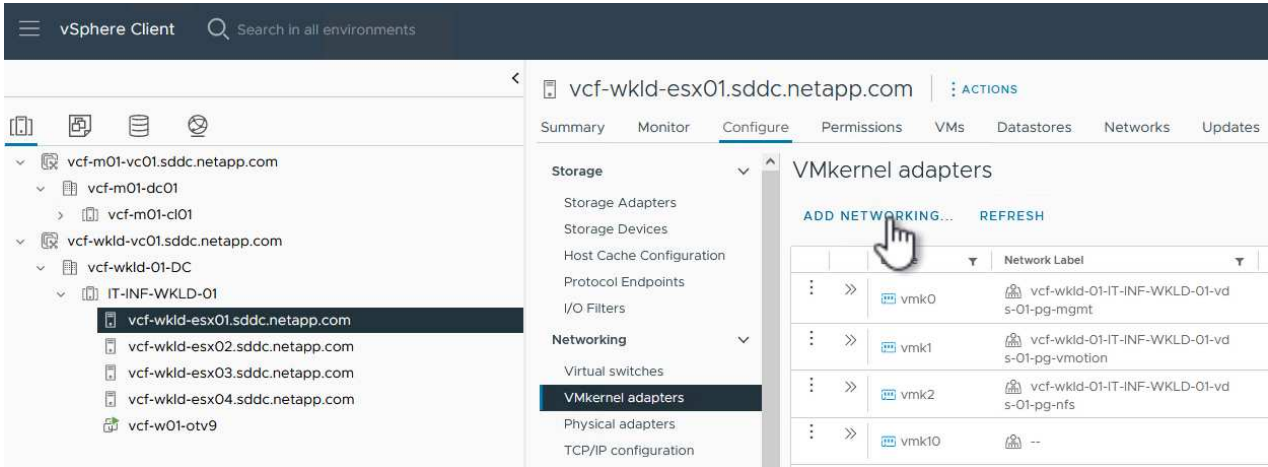 vSphere Client
Search in all environments
vcf-m01-vc01.sddc.netapp.com
vcf-m01-dc01
vcf-m01-cl01
vcf-wkld-vc01.sddc.netapp.com
vcf-wkld-01-DC
IT-INF-WKLD-01
vcf-wkld-esx01.sddc.netapp.com
vcf-wkld-esx02.sddc.netapp.com
vcf-wkld-esx03.sddc.netapp.com
vcf-wkld-esx04.sddc.netapp.com
vcf-w01-otv9
vcf-wkld-esx01.sddc.netapp.com
ACTIONS
Summary Monitor Configure Permissions VMs Datastores Networks Updates
Storage
Storage Adapters
Storage Devices
Host Cache Configuration
Protocol Endpoints
I/O Filters
Networking
Virtual switches
VMkernel adapters
Physical adapters
TCP/IP configuration
VMkernel adapters
ADD NETWORKING... REFRESH
Network Label
vmk0
vcf-wkld-01-IT-INF-WKLD-01-vd
s-01-pg-mgmt
vmk1
vcf-wkld-01-IT-INF-WKLD-01-vd
s-01-pg-vmotion
vmk2
vcf-wkld-01-IT-INF-WKLD-01-vd
s-01-pg-nfs
vmk10
--